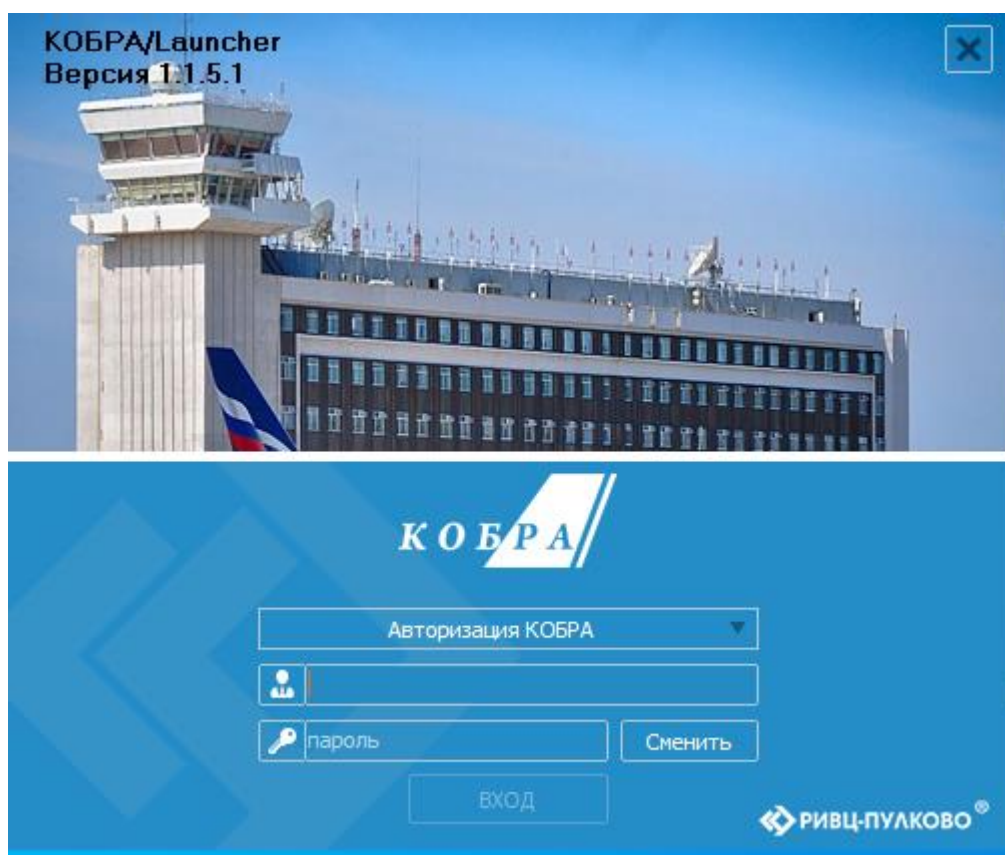 КОБРА/Launcher
Версия 1.1.5.1
КОБРА
Авторизация КОБРА
пароль
Сменить
ВХОД
РИВЦ-ПУЛКОВО®